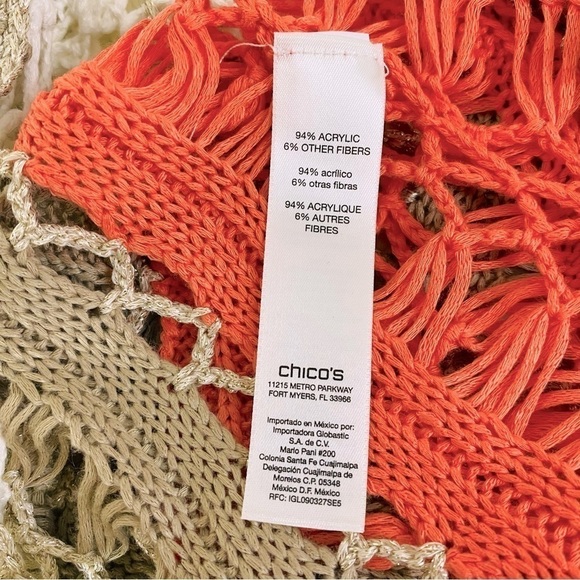 94% ACRYLIC
6% OTHER FIBERS
94% acrílico
6% otras fibras
94% ACRYLIQUE
6% AUTRES
FIBRES
chico's
11215 METRO PARKWAY
FORT MYERS, FL 33966
Importado en México por:
Importadora Globastic
S.A. de C.V.
Mario Pani #200
Colonia Santa Fe Cuajimalpa
Delegación Cuajimalpa de
Morelos C.P. 05348
México D.F. México
RFC: IGL090327SE5